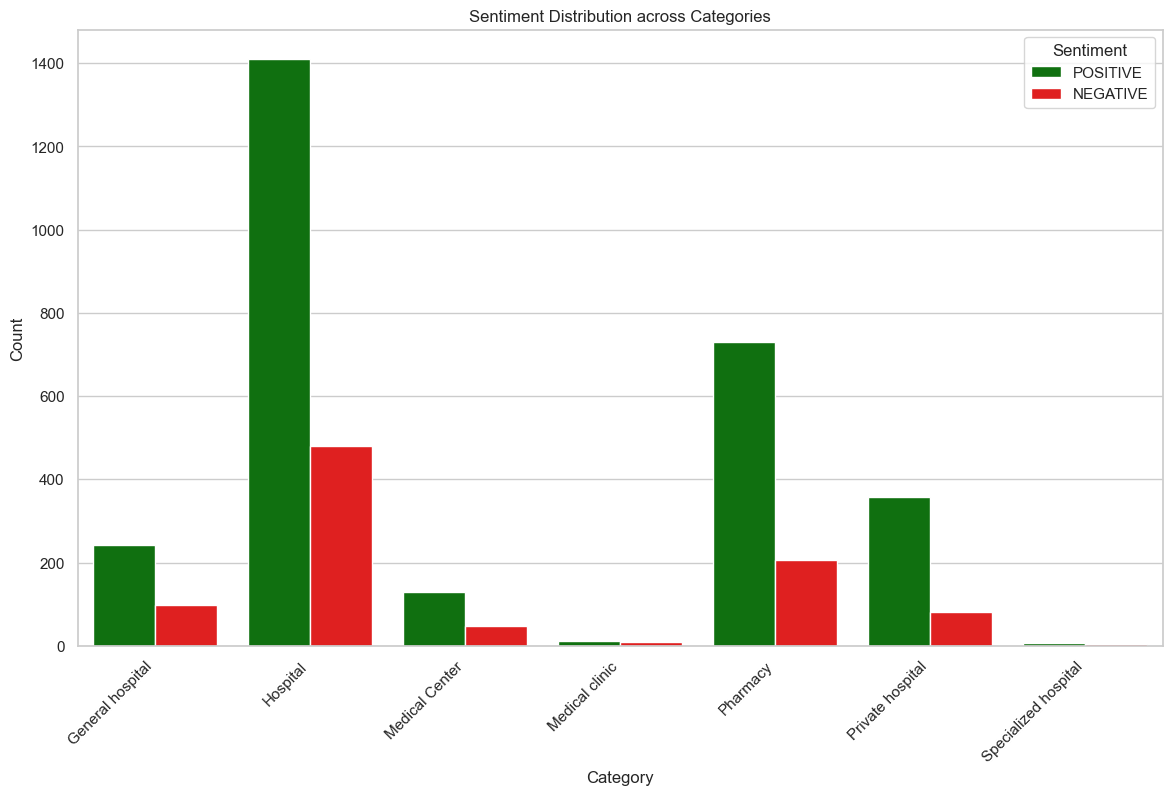 Sentiment Distribution across Categories
Sentiment
POSITIVE
NEGATIVE
Count
1400
1200
1000
800
600
400
200
0
General hospital
Hospital
Medical Center
Medical clinic
Pharmacy
Private hospital
Specialized hospital
Category